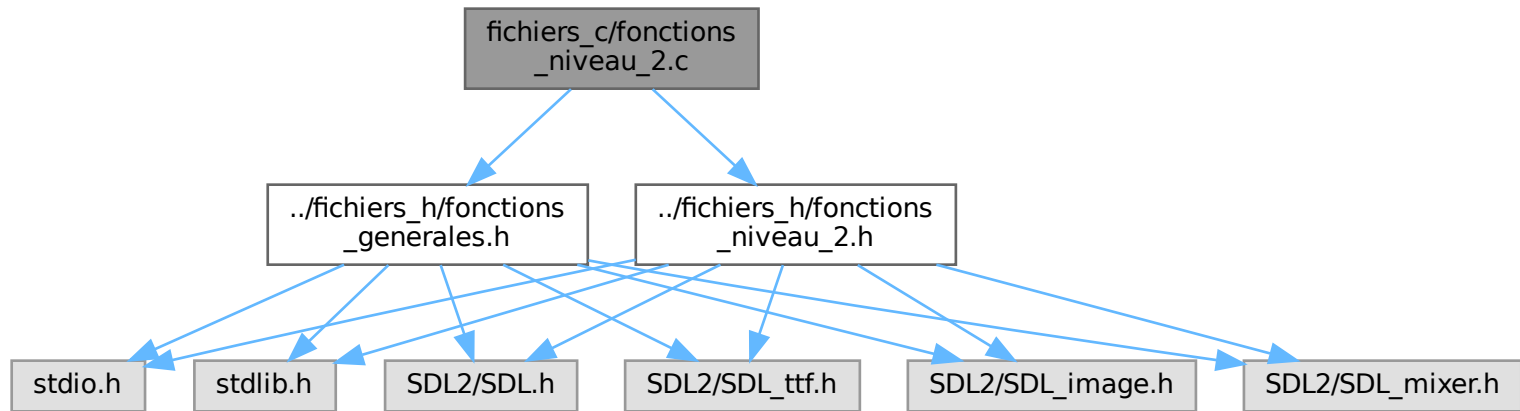 fichiers_c/fonctions
_niveau_2.c
../fichiers_h/fonctions
_generales.h
../fichiers_h/fonctions
_niveau_2.h
stdio.h
stdlib.h
SDL2/SDL.h
SDL2/SDL_ttf.h
SDL2/SDL_image.h
SDL2/SDL_mixer.h